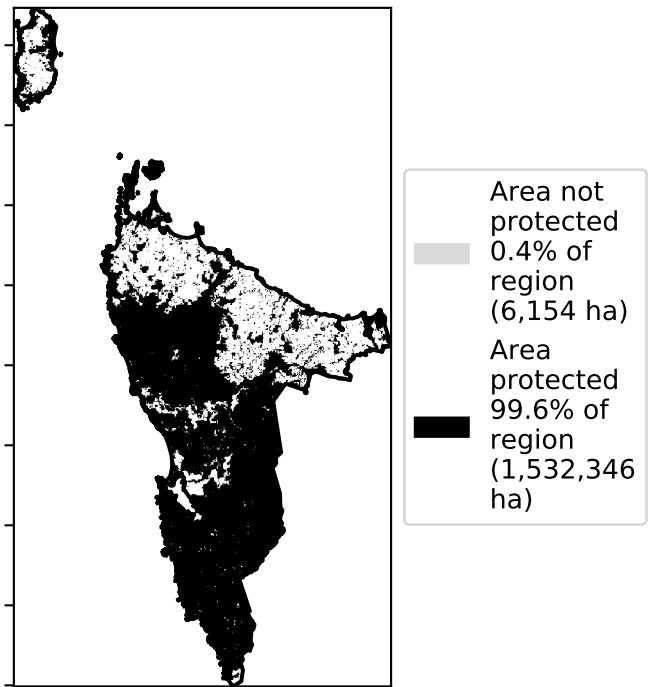 Area not
protected
0.4% of
region
(6,154 ha)
Area
protected
99.6% of
region
(1,532,346
ha)